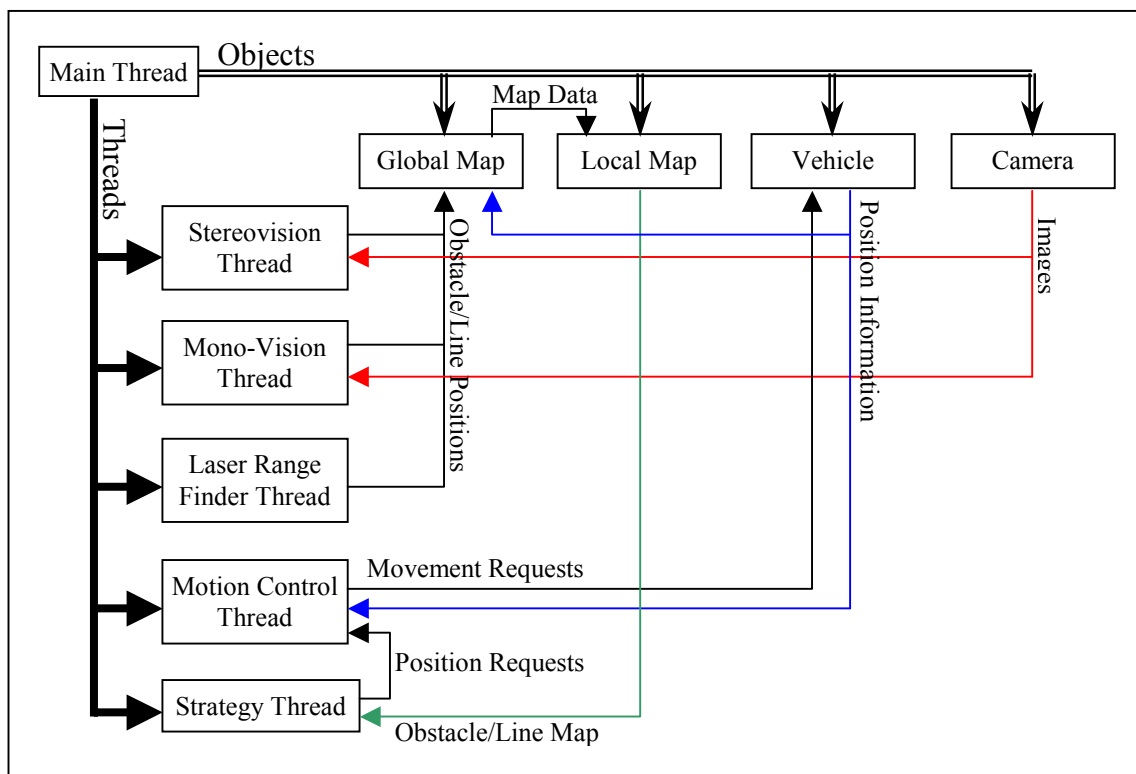 Objects
Main Thread
Threads
Map Data
Global Map
Local Map
Vehicle
Camera
Stereovision
Thread
Obstacle/Line Positions
Position Information
Images
Mono-Vision
Thread
Laser Range
Finder Thread
Motion Control
Thread
Movement Requests
Position Requests
Strategy Thread
Obstacle/Line Map